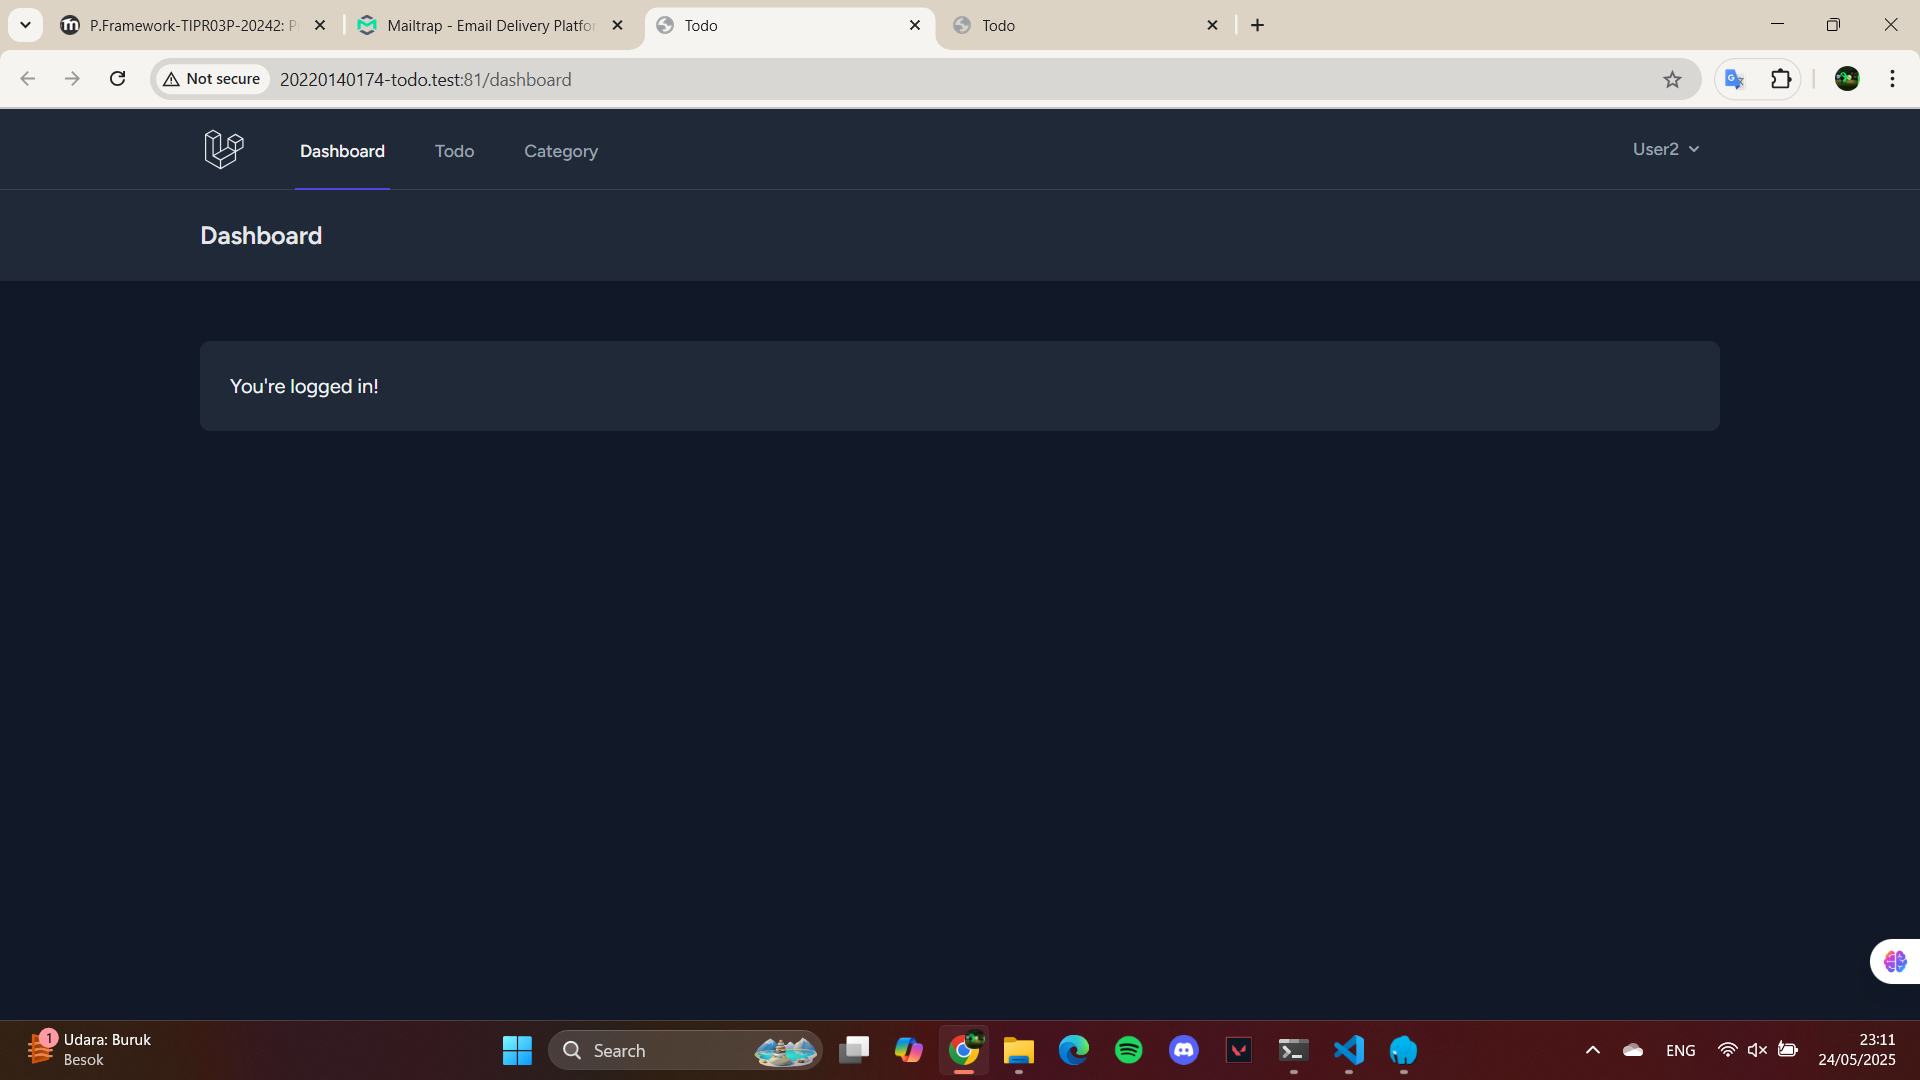 P.Framework-TIPR03P-20242: P
Mailtrap - Email Delivery Platfor
Todo
Todo
Not secure
20220140174-todo.test:81/dashboard
Dashboard
Todo
Category
User2
Dashboard
You're logged in!
1
Udara: Buruk
Besok
Search
ENG
23:11
24/05/2025